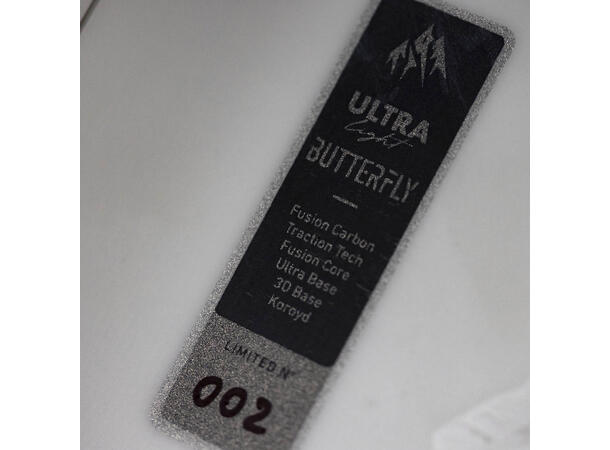 ULTRA
light
BUTTERFLY
Fusion Carbon
Traction Tech
Fusion Core
Ultra Base
3D Base
Koroyd
LIMITED N°
002